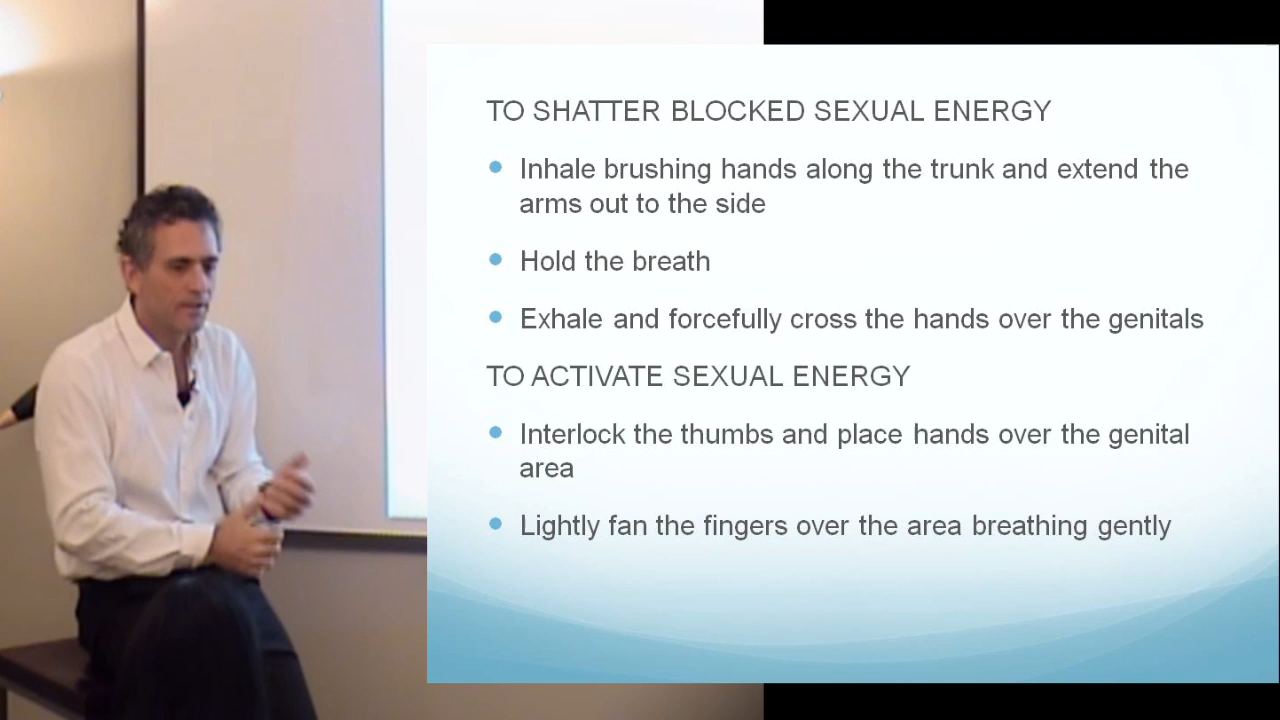 TO SHATTER BLOCKED SEXUAL ENERGY
Inhale brushing hands along the trunk and extend the
arms out to the side
Hold the breath
Exhale and forcefully cross the hands over the genitals
TO ACTIVATE SEXUAL ENERGY
Interlock the thumbs and place hands over the genital
area
Lightly fan the fingers over the area breathing gently